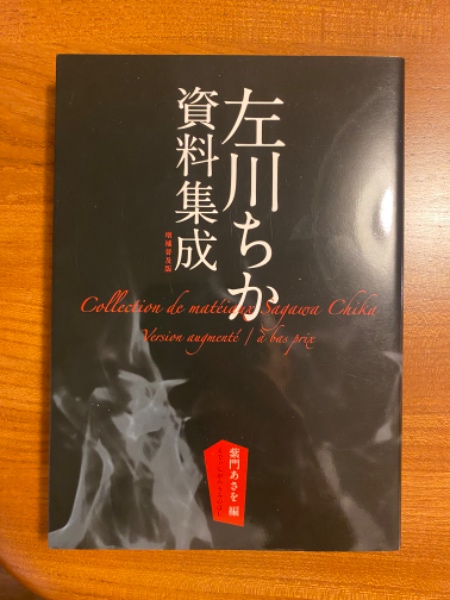 左川ちか
資料集成
増補普及版
Collection de matéiaux Sagawa Chika
Version augmenté / à bas prix
紫門あさを 編